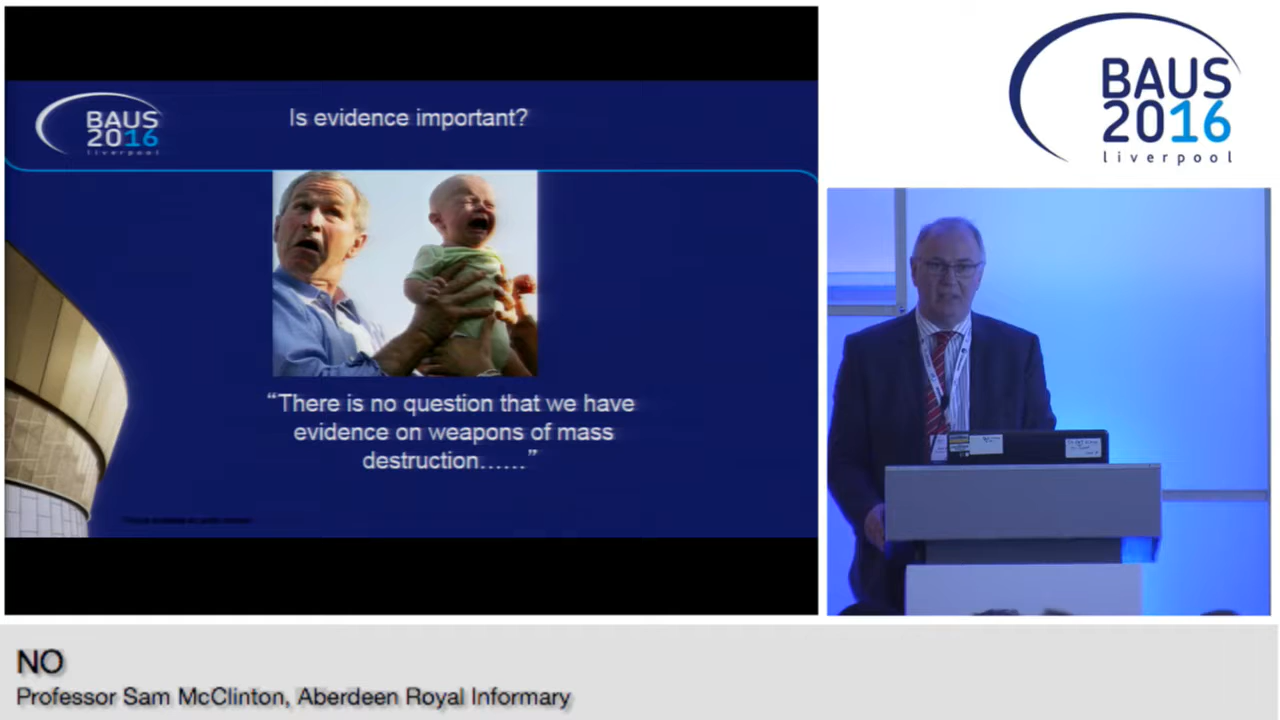 BAUS
2016
liverpool
Is evidence important?
“There is no question that we have
evidence on weapons of mass
destruction……”
BAUS
2016
liverpool
NO
Professor Sam McClinton, Aberdeen Royal Informary